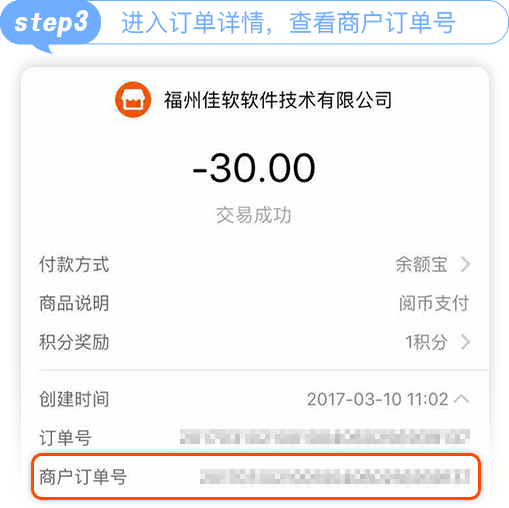 step3 进入订单详情，查看商户订单号
福州佳软软件技术有限公司
-30.00
交易成功
付款方式 余额宝
商品说明 阅币支付
积分奖励 1积分
创建时间 2017-03-10 11:02
订单号
商户订单号